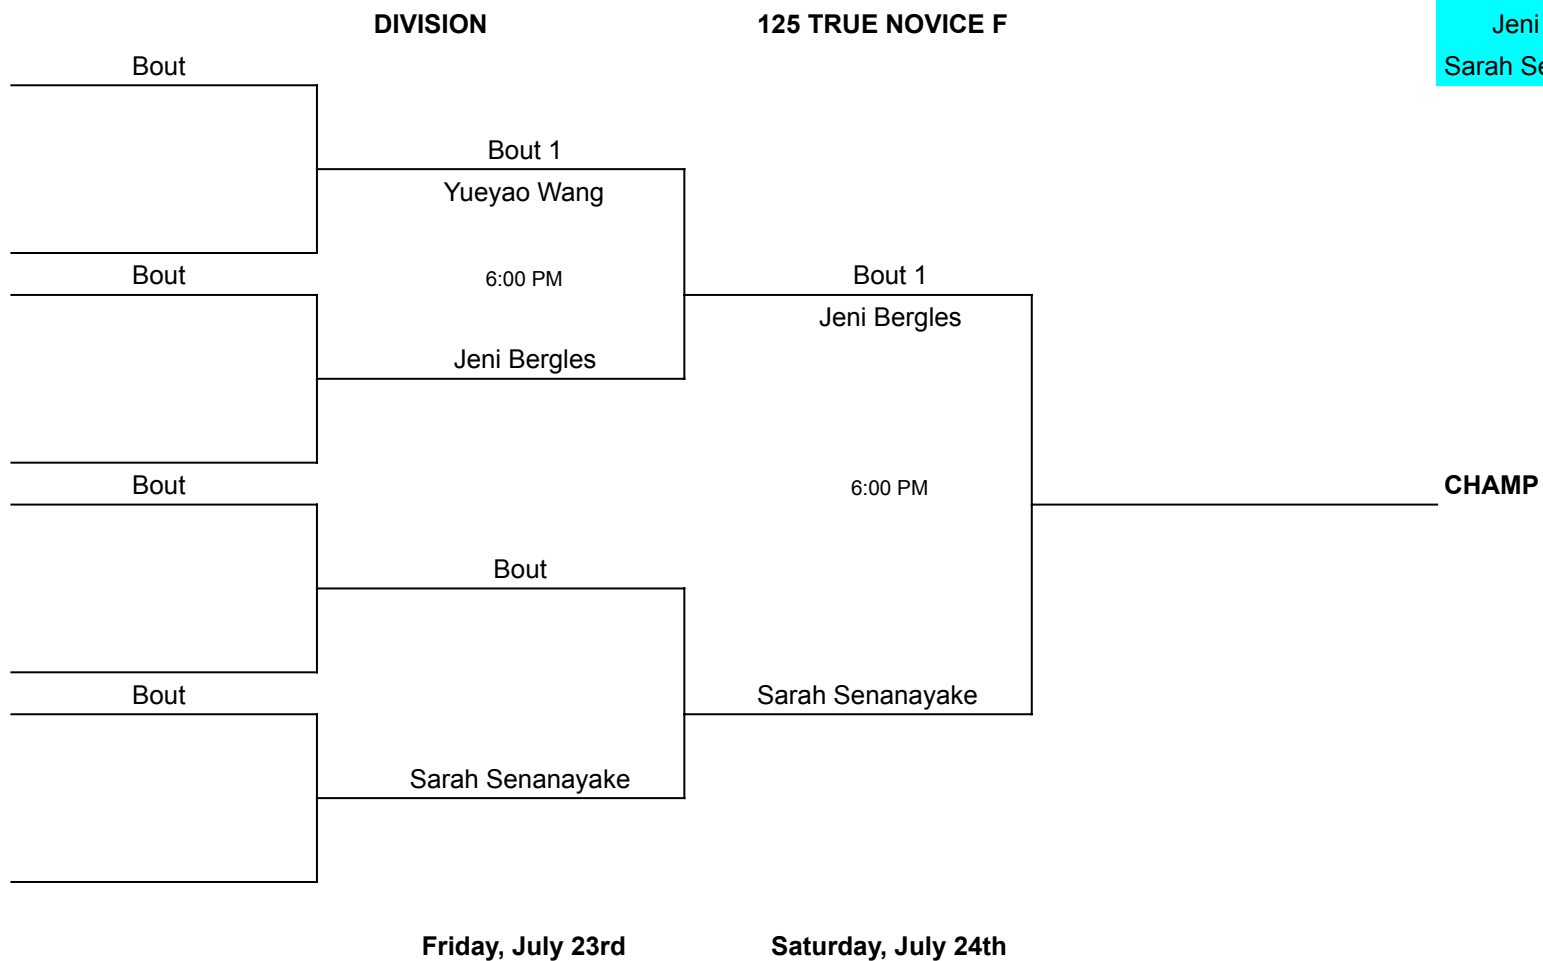 DIVISION 125 TRUE NOVICE F Jeni
Bout Sarah Se
Bout 1
Yueyao Wang
Bout 6:00 PM Bout 1
Jeni Bergles
Jeni Bergles
Bout 6:00 PM CHAMP
Bout
Bout Sarah Senanayake
Sarah Senanayake
Friday, July 23rd Saturday, July 24th